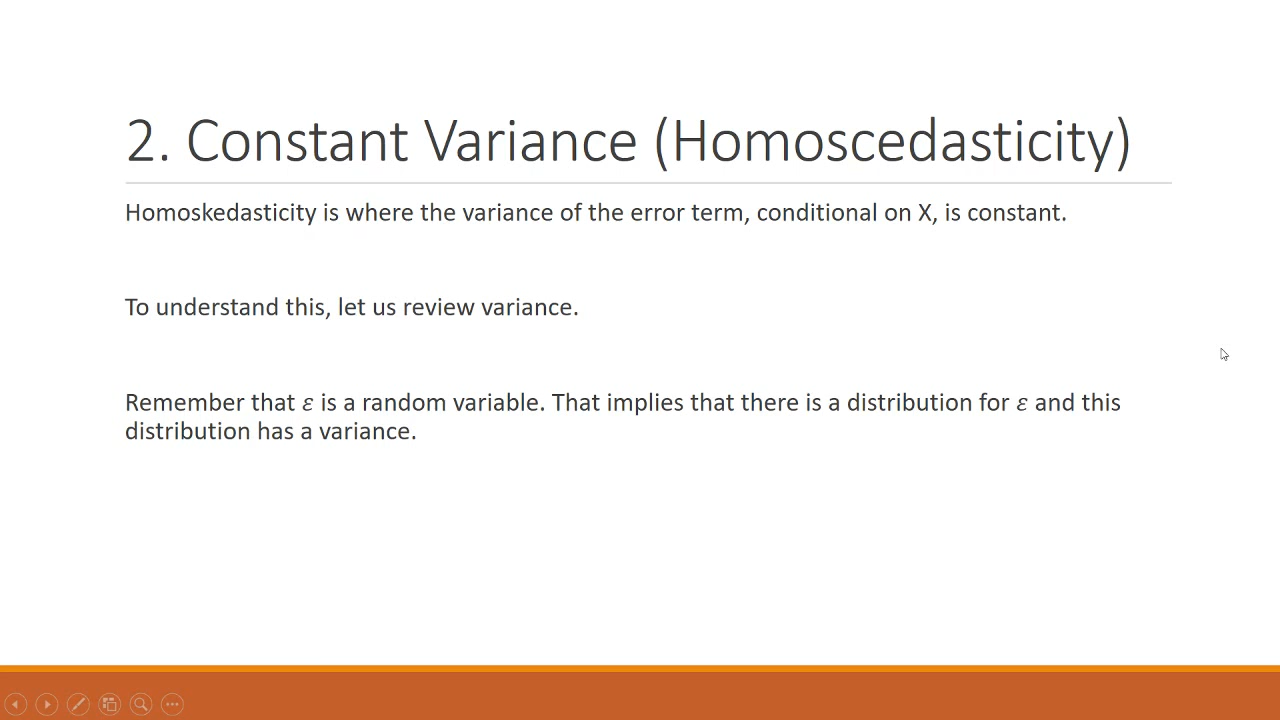 2. Constant Variance (Homoscedasticity)
Homoskedasticity is where the variance of the error term, conditional on X, is constant.
To understand this, let us review variance.
Remember that 𝜀 is a random variable. That implies that there is a distribution for 𝜀 and this
distribution has a variance.